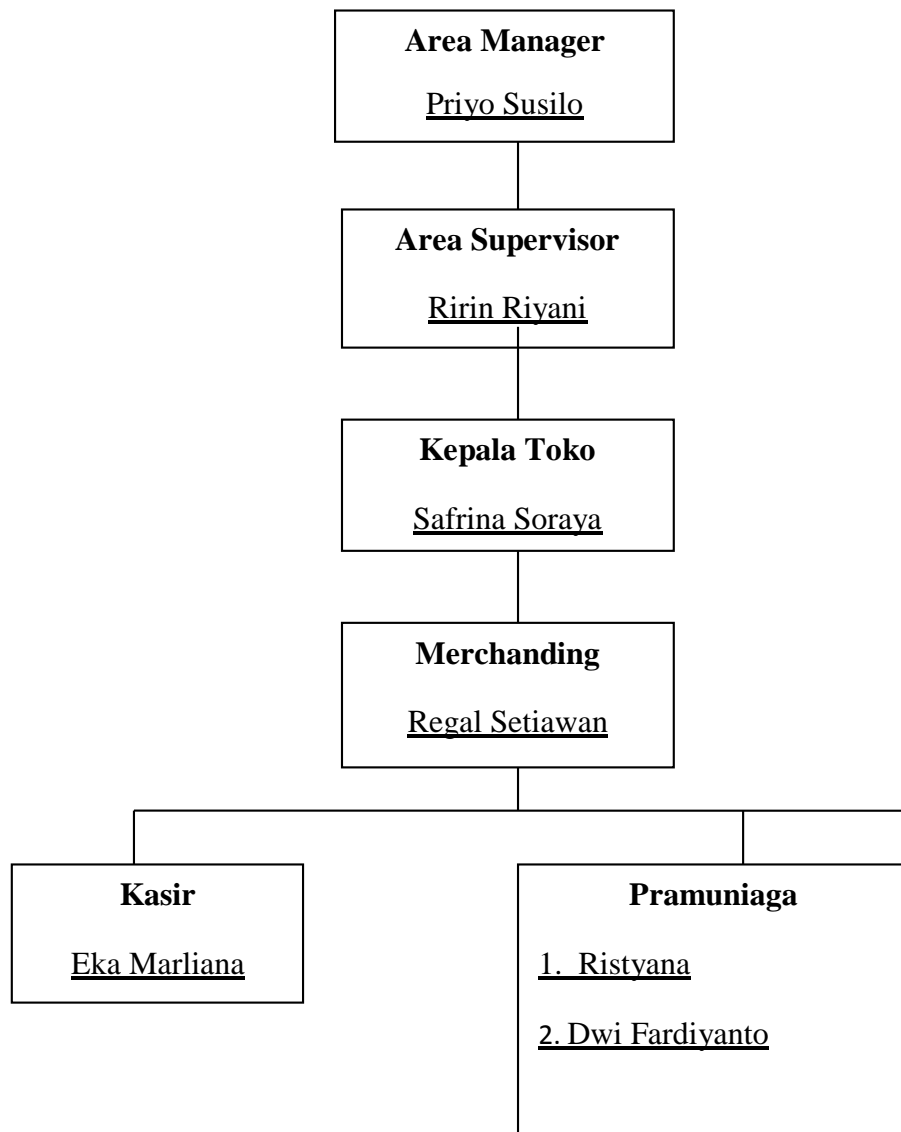 Area Manager
Priyo Susilo
Area Supervisor
Ririn Riyani
Kepala Toko
Safrina Soraya
Merchanding
Regal Setiawan
Kasir
Eka Marliana
Pramuniaga
1. Ristyana
2. Dwi Fardiyanto